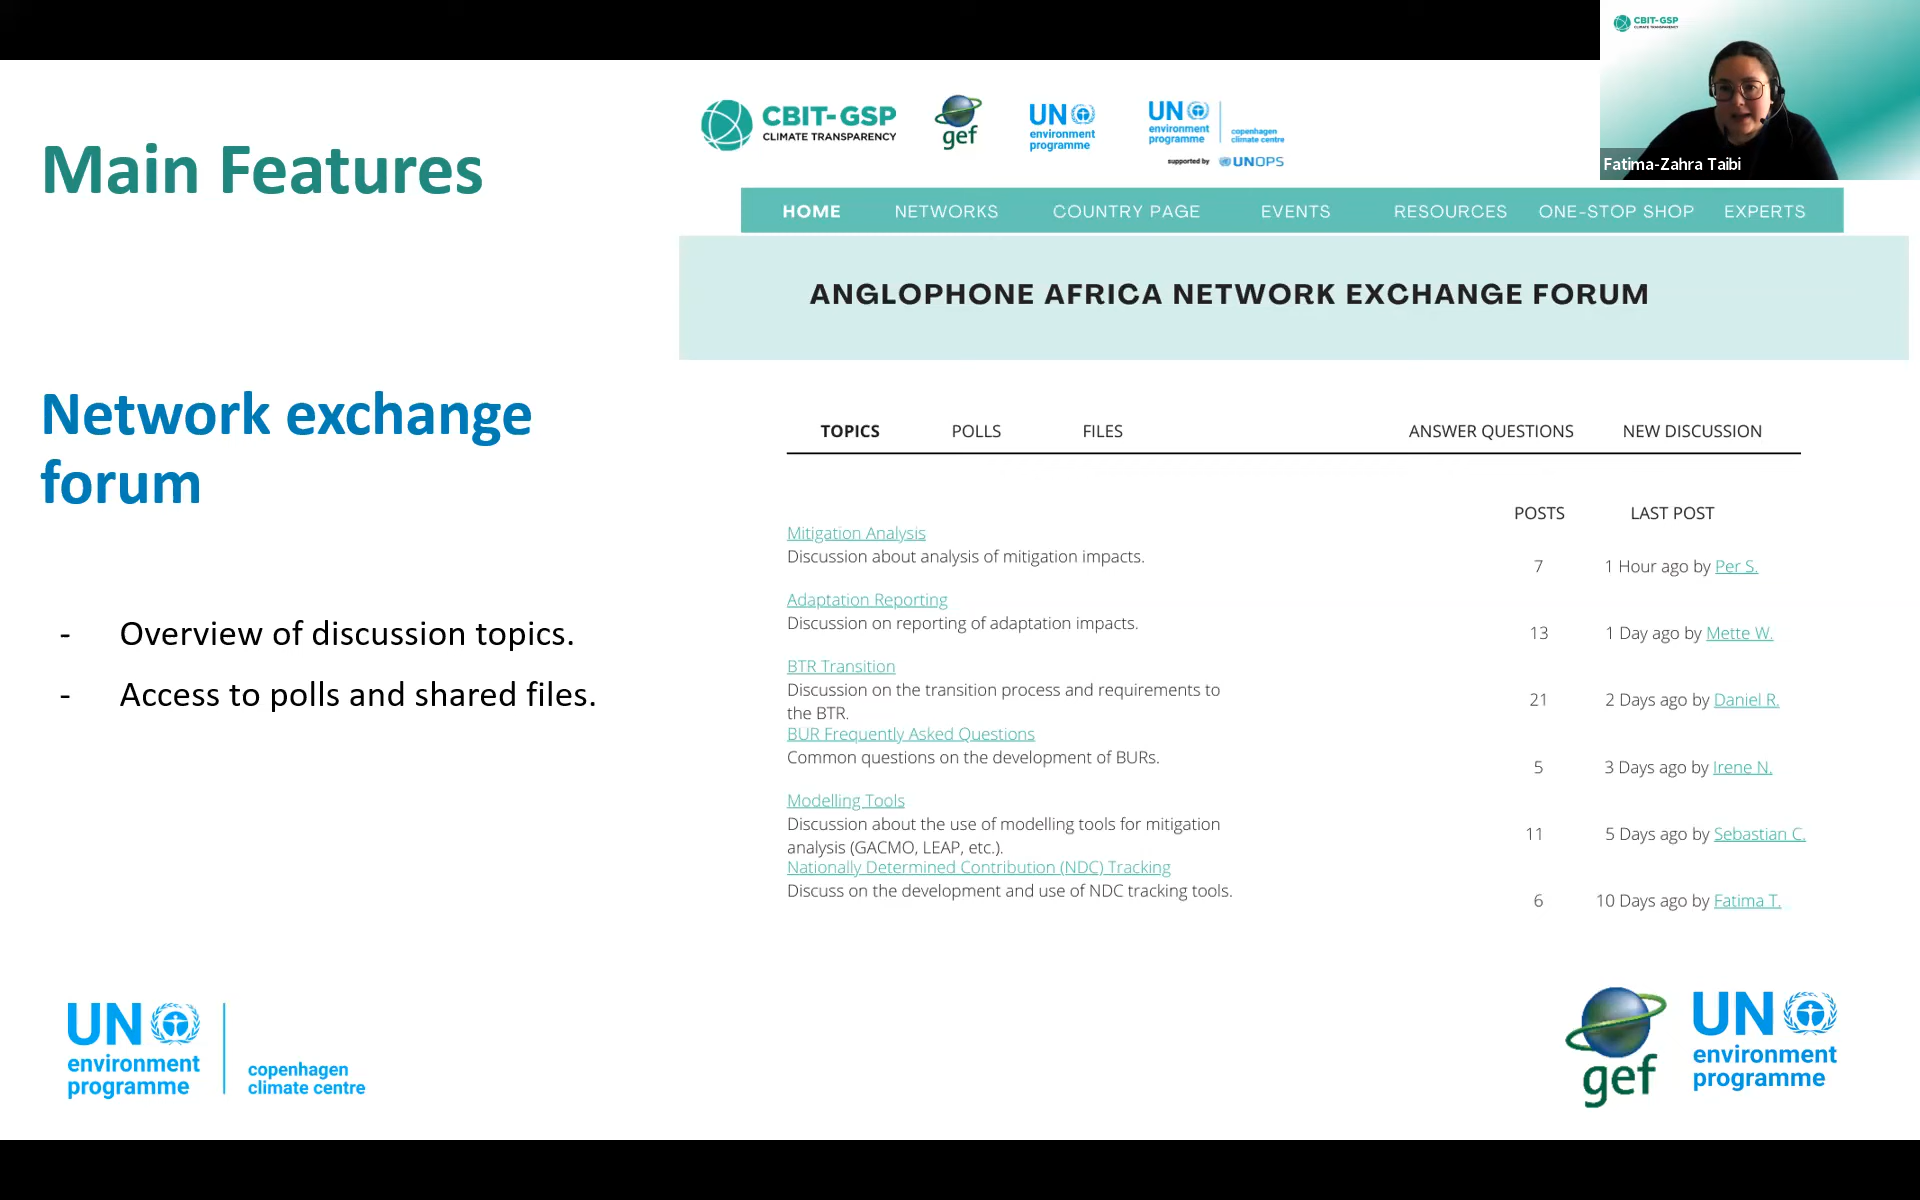 CBIT-GSP
CLIMATE TRANSPARENCY
Fatima-Zahra Taibi
Main Features
Network exchange
forum
- Overview of discussion topics.
- Access to polls and shared files.
CBIT-GSP
CLIMATE TRANSPARENCY
gef
UN
environment
programme
UN
environment
programme
copenhagen
climate centre
supported by UNOPS
HOME NETWORKS COUNTRY PAGE EVENTS RESOURCES ONE-STOP SHOP EXPERTS
ANGLOPHONE AFRICA NETWORK EXCHANGE FORUM
TOPICS POLLS FILES ANSWER QUESTIONS NEW DISCUSSION
POSTS LAST POST
Mitigation Analysis
Discussion about analysis of mitigation impacts.
7 1 Hour ago by Per S.
Adaptation Reporting
Discussion on reporting of adaptation impacts.
13 1 Day ago by Mette W.
BTR Transition
Discussion on the transition process and requirements to
the BTR.
21 2 Days ago by Daniel R.
BUR Frequently Asked Questions
Common questions on the development of BURs.
5 3 Days ago by Irene N.
Modelling Tools
Discussion about the use of modelling tools for mitigation
analysis (GACMO, LEAP, etc.).
11 5 Days ago by Sebastian C.
Nationally Determined Contribution (NDC) Tracking
Discuss on the development and use of NDC tracking tools.
6 10 Days ago by Fatima T.
UN
environment
programme
copenhagen
climate centre
gef
UN
environment
programme